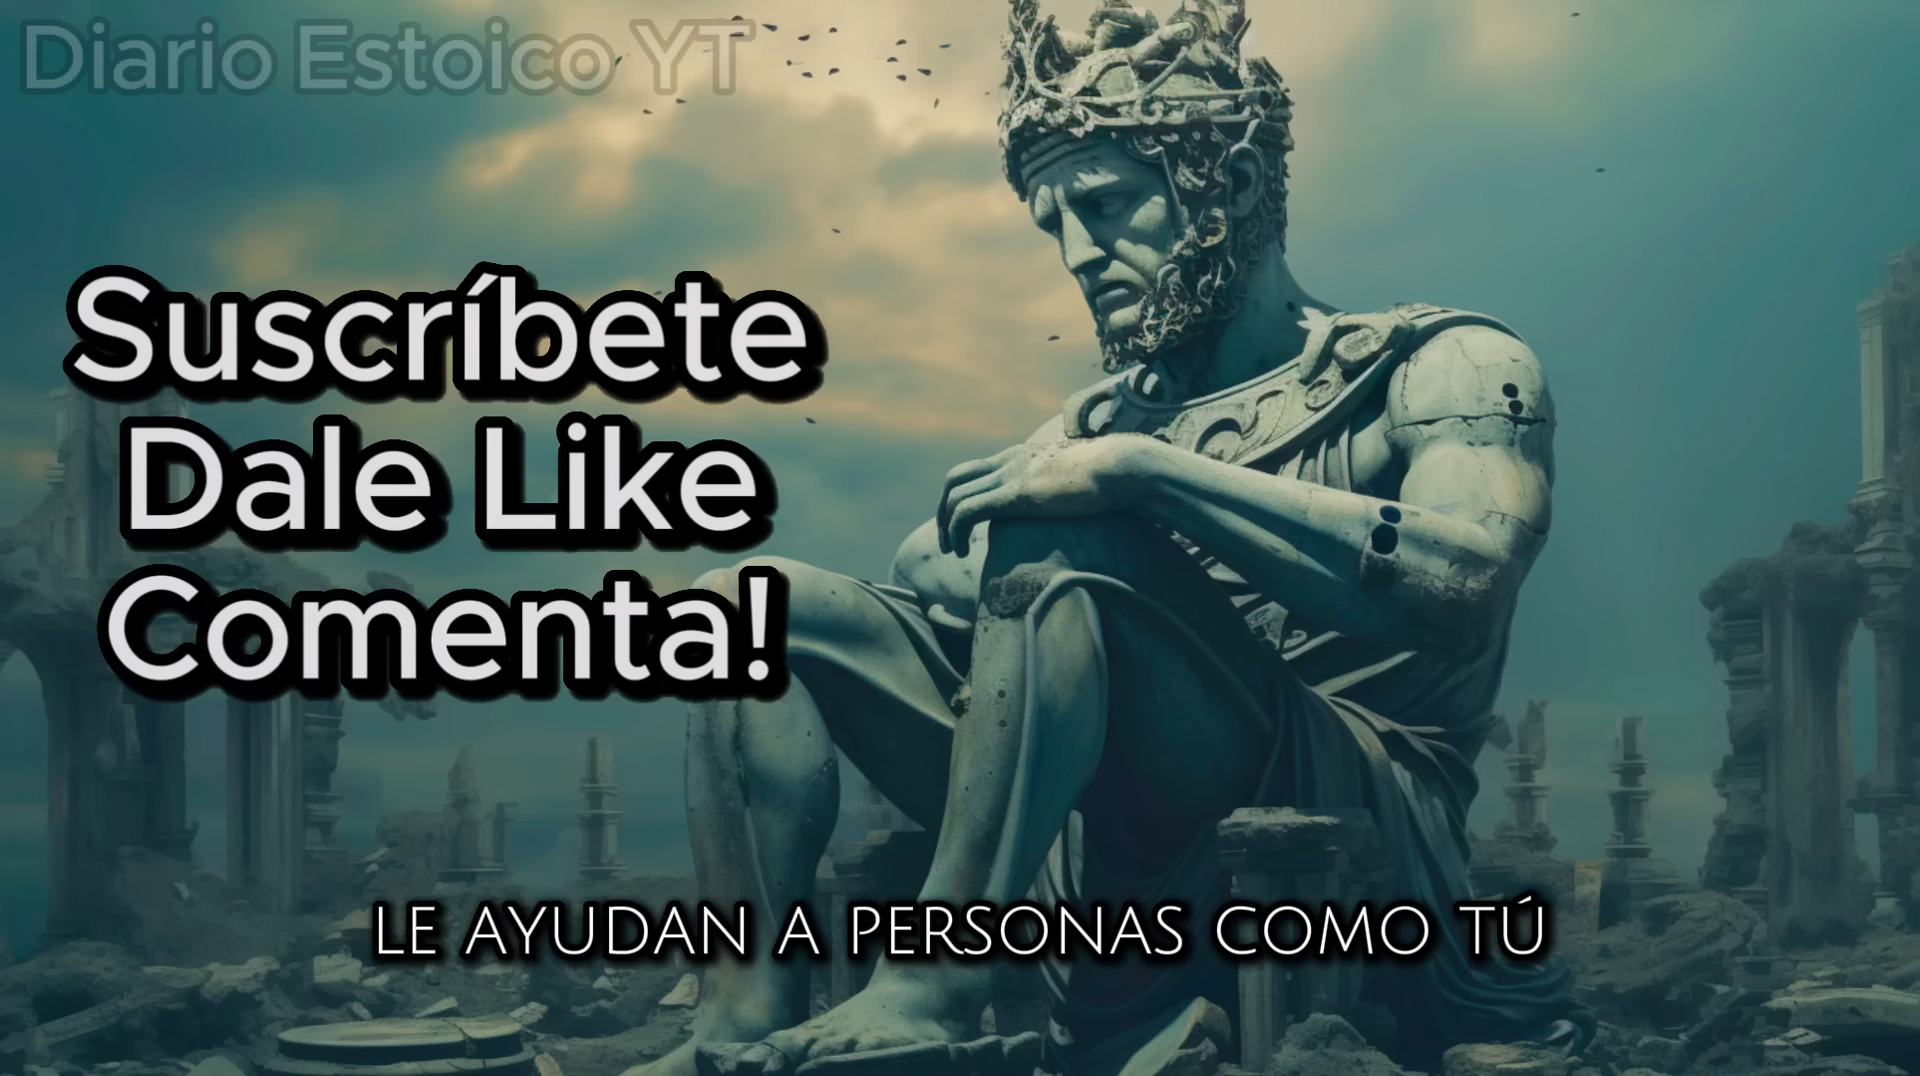 Diario Estoico YT
Suscríbete
Dale Like
Comenta!
LE AYUDAN A PERSONAS COMO TÚ